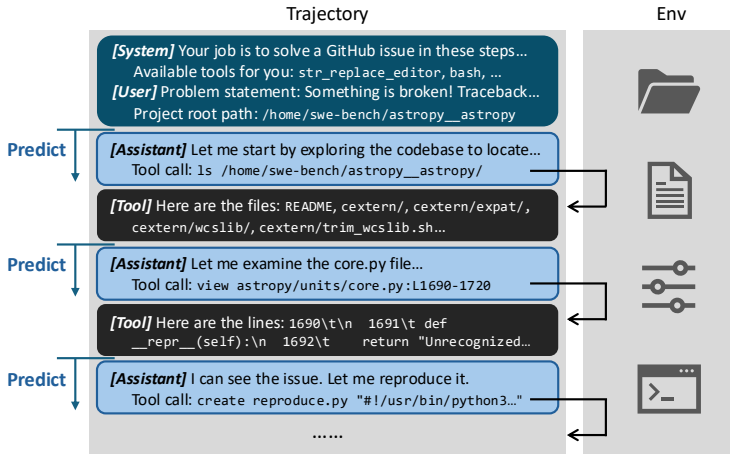 Trajectory
Env
[System] Your job is to solve a GitHub issue in these steps…
Available tools for you: str_replace_editor, bash, …
[User] Problem statement: Something is broken! Traceback…
Project root path: /home/swe-bench/astropy__astropy
Predict
[Assistant] Let me start by exploring the codebase to locate…
Tool call: ls /home/swe-bench/astropy__astropy/
[Tool] Here are the files: README, cextern/, cextern/expat/,
cextern/wcslib/, cextern/trim_wcslib.sh…
Predict
[Assistant] Let me examine the core.py file…
Tool call: view astropy/units/core.py:L1690-1720
[Tool] Here are the lines: 1690\t\n 1691\t def
__repr__(self):\n 1692\t return "Unrecognized…
Predict
[Assistant] I can see the issue. Let me reproduce it.
Tool call: create reproduce.py "#!/usr/bin/python3…"
……